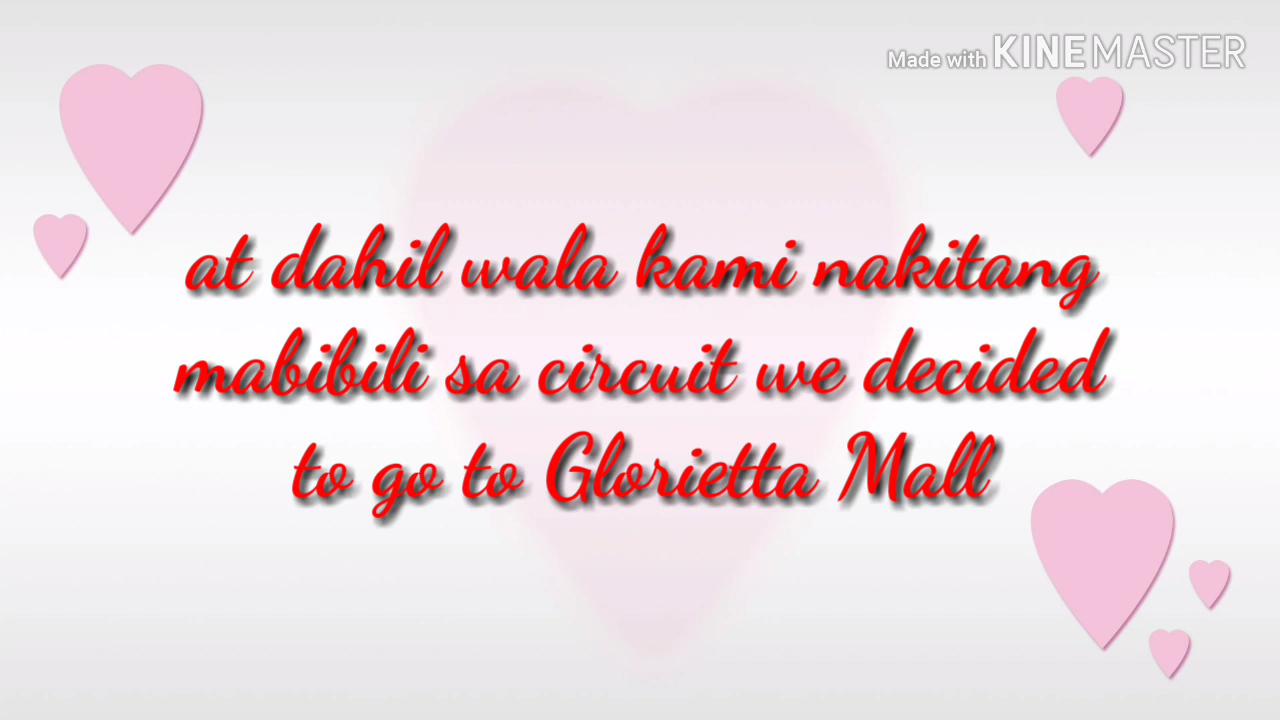 Made with KINEMASTER
at dahil wala kami nakitang
mabibili sa circuit we decided
to go to Glorietta Mall